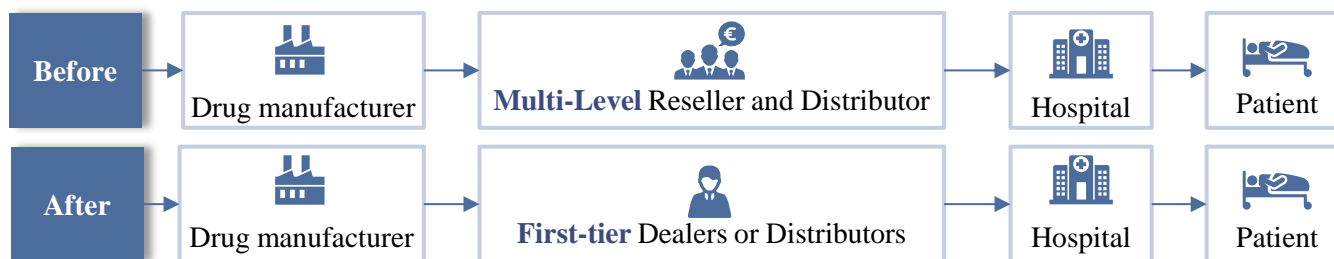 Before
Drug manufacturer
Multi-Level Reseller and Distributor
€
Hospital
Patient
After
Drug manufacturer
First-tier Dealers or Distributors
Hospital
Patient